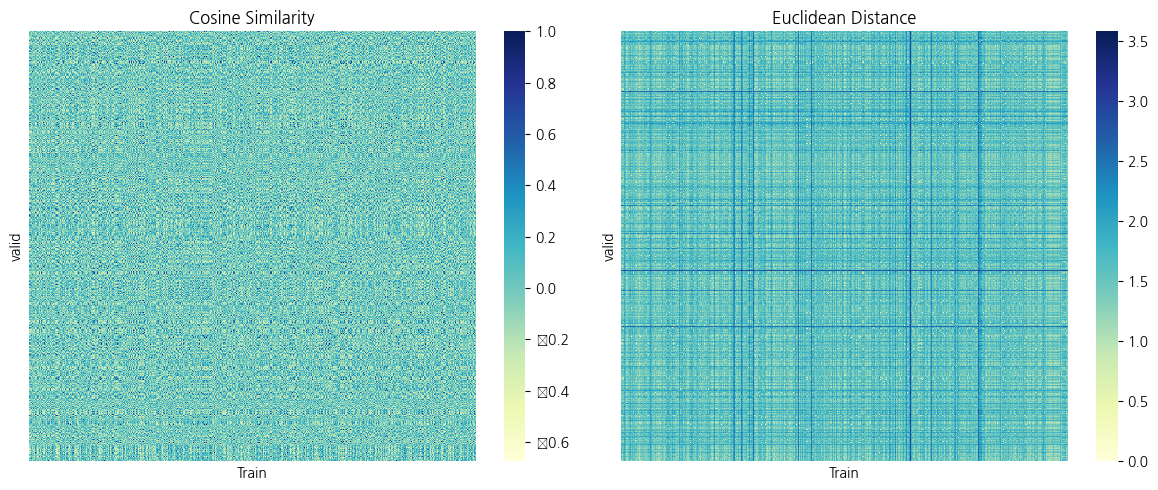 Cosine Similarity
valid
Train
1.0
0.8
0.6
0.4
0.2
0.0
□0.2
□0.4
□0.6
Euclidean Distance
valid
Train
3.5
3.0
2.5
2.0
1.5
1.0
0.5
0.0